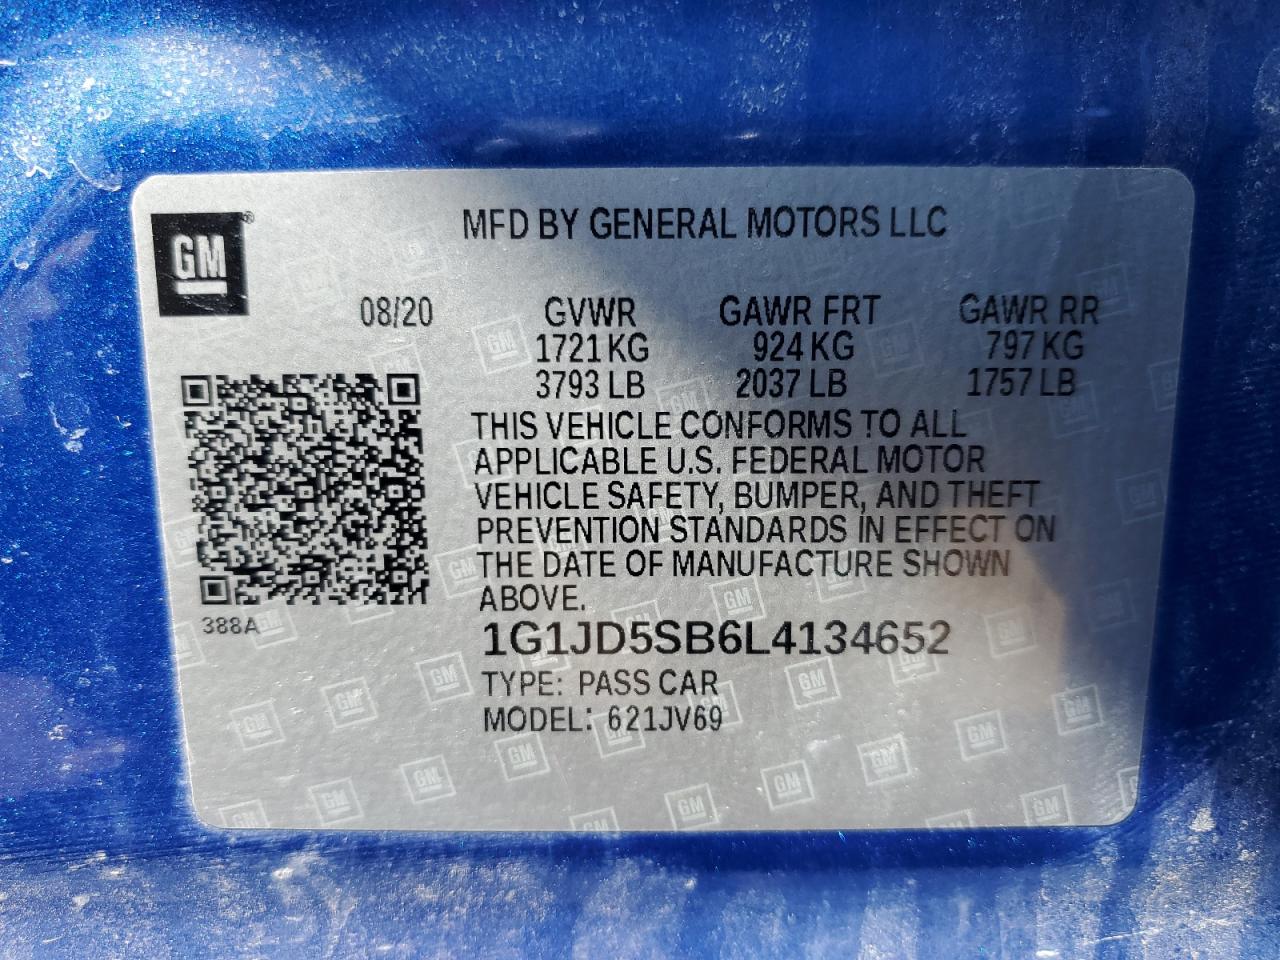 GM®
MFD BY GENERAL MOTORS LLC
08/20 GVWR GAWR FRT GAWR RR
1721 KG 924 KG 797 KG
3793 LB 2037 LB 1757 LB
THIS VEHICLE CONFORMS TO ALL
APPLICABLE U.S. FEDERAL MOTOR
VEHICLE SAFETY, BUMPER, AND THEFT
PREVENTION STANDARDS IN EFFECT ON
THE DATE OF MANUFACTURE SHOWN
ABOVE.
388A
1G1JD5SB6L4134652
TYPE: PASS CAR
MODEL: 621JV69